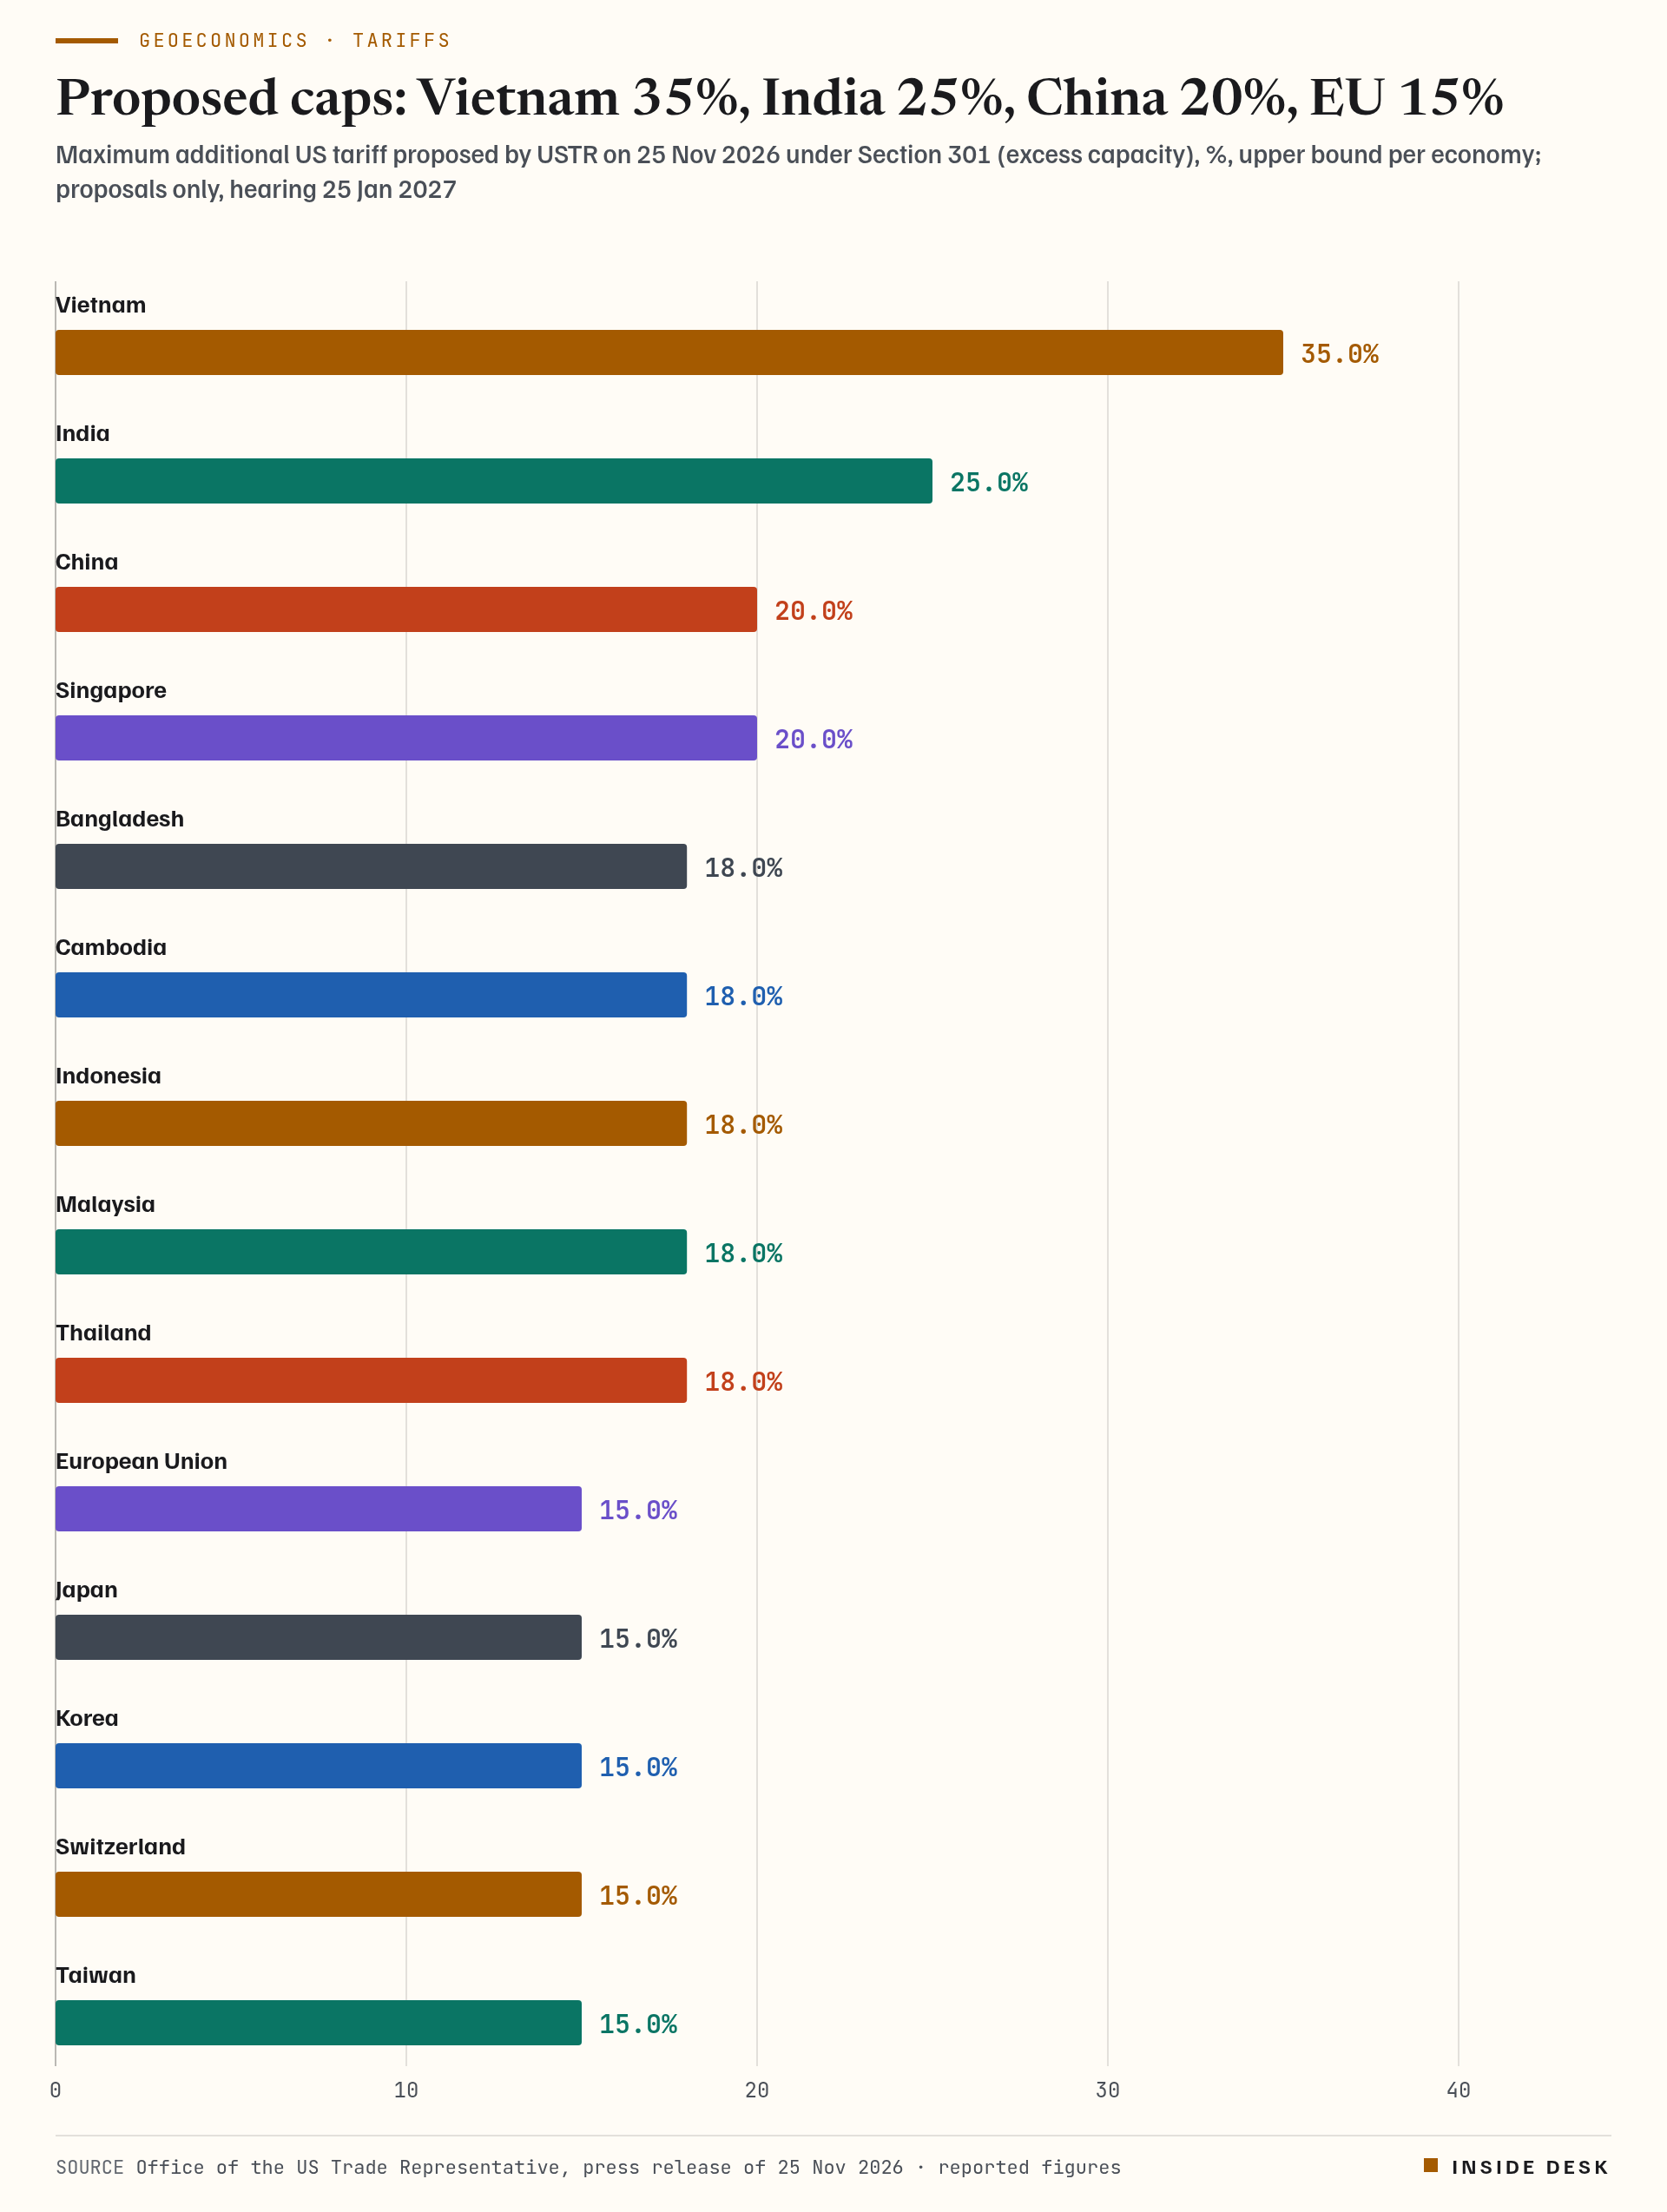 GEOECONOMICS · TARIFFS
Proposed caps: Vietnam 35%, India 25%, China 20%, EU 15%
Maximum additional US tariff proposed by USTR on 25 Nov 2026 under Section 301 (excess capacity), %, upper bound per economy;
proposals only, hearing 25 Jan 2027
Vietnam
35.0%
India
25.0%
China
20.0%
Singapore
20.0%
Bangladesh
18.0%
Cambodia
18.0%
Indonesia
18.0%
Malaysia
18.0%
Thailand
18.0%
European Union
15.0%
Japan
15.0%
Korea
15.0%
Switzerland
15.0%
Taiwan
15.0%
0 10 20 30 40
SOURCE Office of the US Trade Representative, press release of 25 Nov 2026 · reported figures
INSIDE DESK